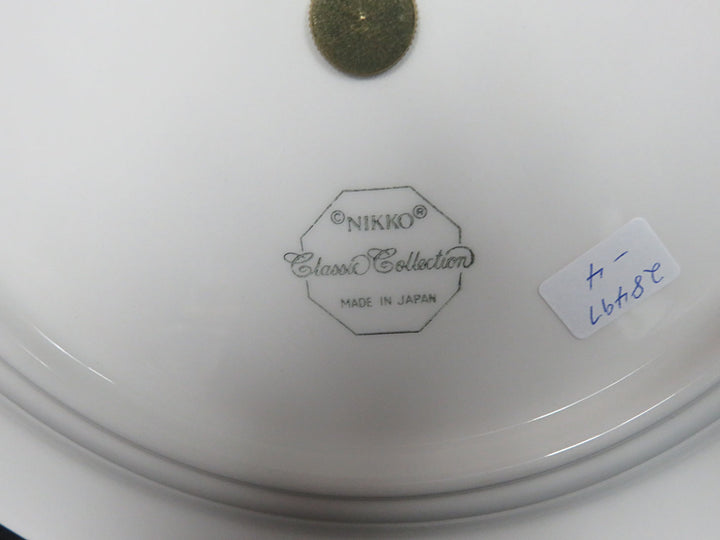 ©NIKKO®
Classic Collection
MADE IN JAPAN
28497
- 4